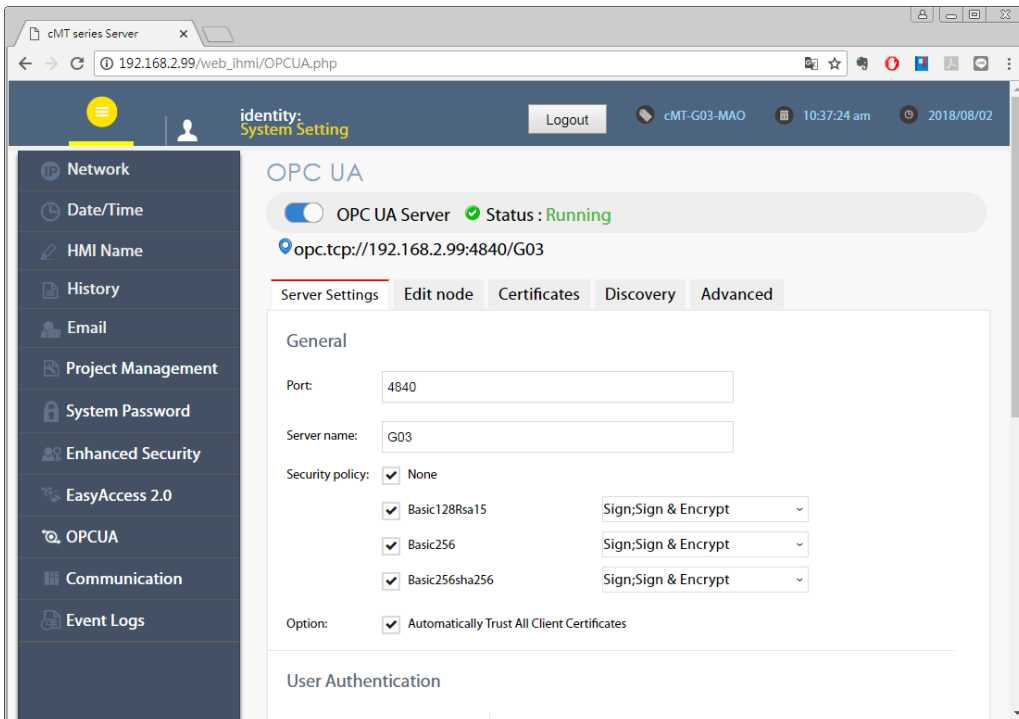 cMT series Server
192.168.2.99/web_ihmi/OPCUA.php
identity:
System Setting
Logout
cMT-G03-MAO
10:37:24 am
2018/08/02
Network
Date/Time
HMI Name
History
Email
Project Management
System Password
Enhanced Security
EasyAccess 2.0
OPCUA
Communication
Event Logs
OPC UA
OPC UA Server Status : Running
opc.tcp://192.168.2.99:4840/G03
Server Settings Edit node Certificates Discovery Advanced
General
Port: 4840
Server name: G03
Security policy: None
Basic128Rsa15 Sign;Sign & Encrypt
Basic256 Sign;Sign & Encrypt
Basic256sha256 Sign;Sign & Encrypt
Option: Automatically Trust All Client Certificates
User Authentication